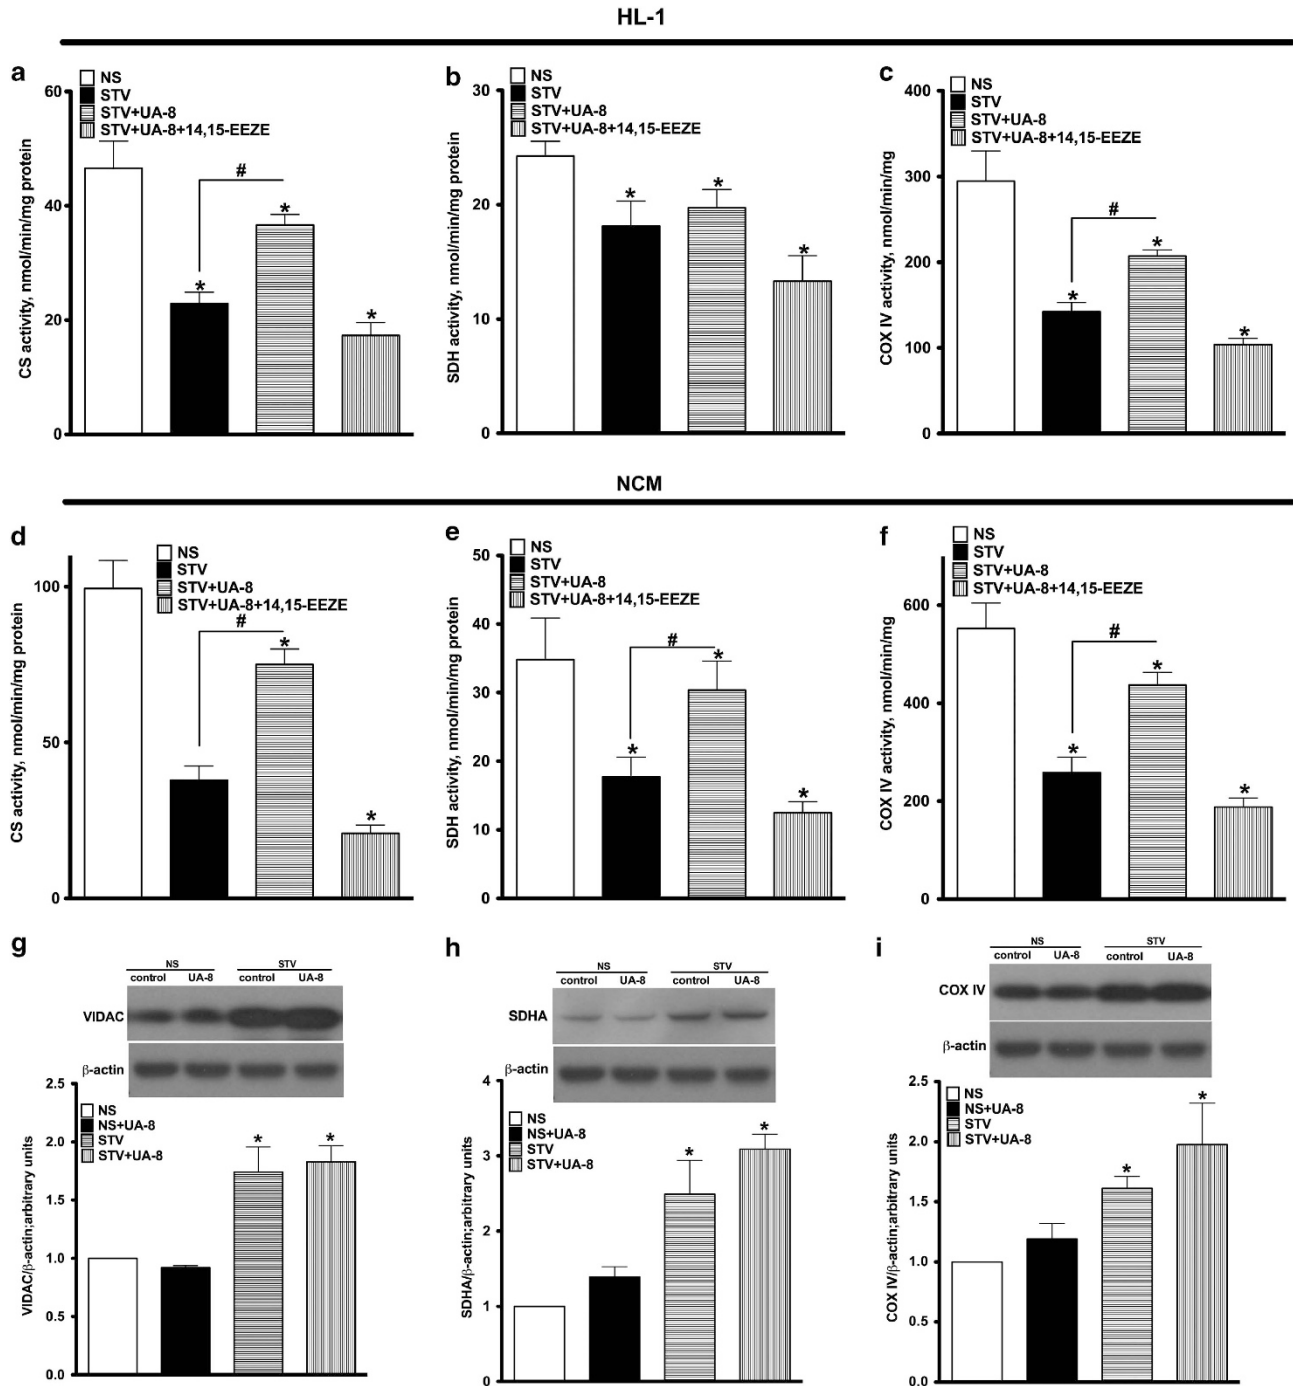 HL-1
a
NS
STV
STV+UA-8
STV+UA-8+14,15-EEZE
CS activity, nmol/min/mg protein
60
40
20
0
#
*
*
*
b
NS
STV
STV+UA-8
STV+UA-8+14,15-EEZE
SDH activity, nmol/min/mg protein
30
20
10
0
*
*
*
c
NS
STV
STV+UA-8
STV+UA-8+14,15-EEZE
COX IV activity, nmol/min/mg
400
300
200
100
0
#
*
*
*
NCM
d
NS
STV
STV+UA-8
STV+UA-8+14,15-EEZE
CS activity, nmol/min/mg protein
100
50
0
#
*
*
e
NS
STV
STV+UA-8
STV+UA-8+14,15-EEZE
SDH activity, nmol/min/mg protein
50
40
30
20
10
0
#
*
*
*
f
NS
STV
STV+UA-8
STV+UA-8+14,15-EEZE
COX IV activity, nmol/min/mg
600
400
200
0
#
*
*
*
g
NS STV
control UA-8 control UA-8
VIDAC
β-actin
NS
NS+UA-8
STV
STV+UA-8
VIDAC/β-actin;arbitrary units
2.5
2.0
1.5
1.0
0.5
0.0
*
*
h
NS STV
control UA-8 control UA-8
SDHA
β-actin
NS
NS+UA-8
STV
STV+UA-8
SDHA/β-actin;arbitrary units
4
3
2
1
0
*
*
i
NS STV
control UA-8 control UA-8
COX IV
β-actin
NS
NS+UA-8
STV
STV+UA-8
COX IV/β-actin;arbitrary units
2.5
2.0
1.5
1.0
0.5
0.0
*
*